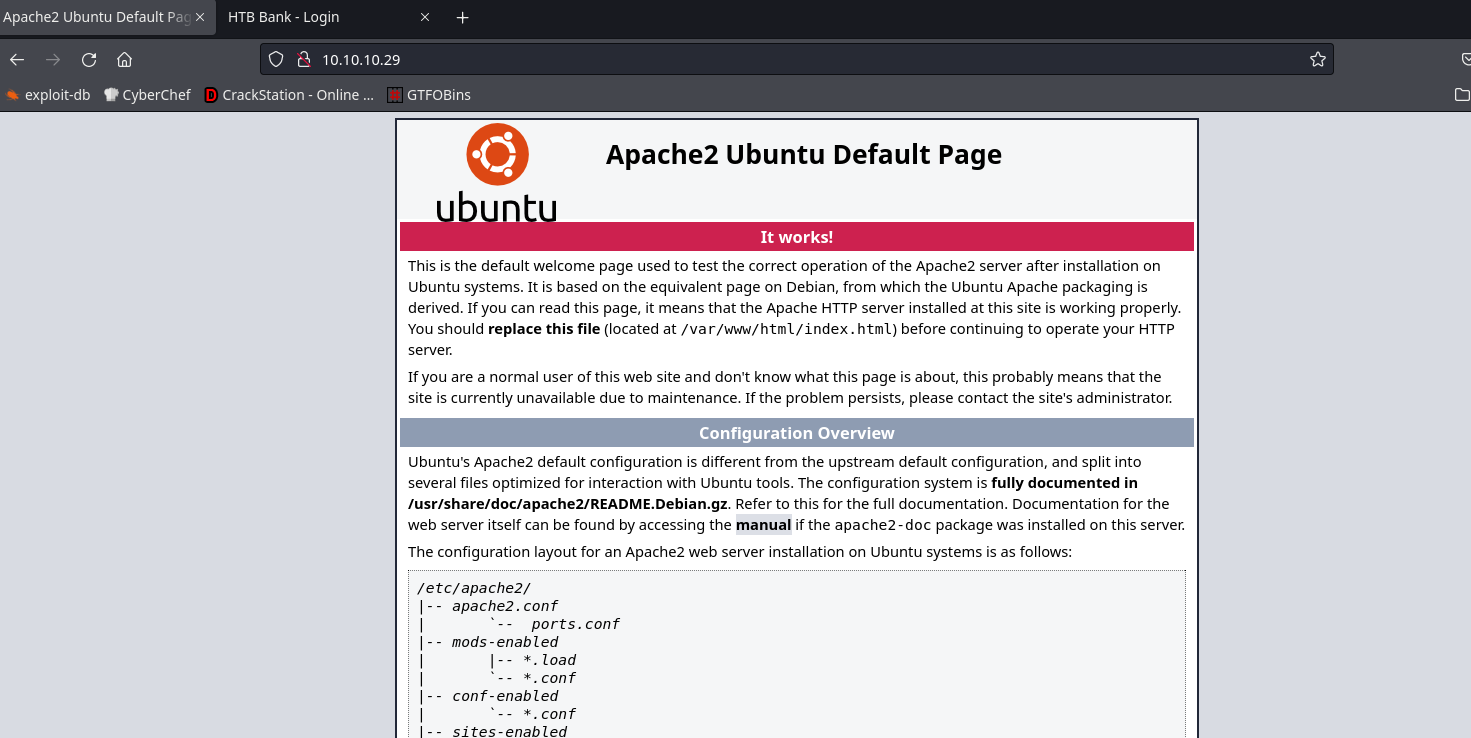 Apache2 Ubuntu Default Pag
HTB Bank - Login
10.10.10.29
exploit-db CyberChef CrackStation - Online ... GTFOBins
ubuntu
Apache2 Ubuntu Default Page
It works!
This is the default welcome page used to test the correct operation of the Apache2 server after installation on
Ubuntu systems. It is based on the equivalent page on Debian, from which the Ubuntu Apache packaging is
derived. If you can read this page, it means that the Apache HTTP server installed at this site is working properly.
You should replace this file (located at /var/www/html/index.html) before continuing to operate your HTTP
server.
If you are a normal user of this web site and don't know what this page is about, this probably means that the
site is currently unavailable due to maintenance. If the problem persists, please contact the site's administrator.
Configuration Overview
Ubuntu's Apache2 default configuration is different from the upstream default configuration, and split into
several files optimized for interaction with Ubuntu tools. The configuration system is fully documented in
/usr/share/doc/apache2/README.Debian.gz. Refer to this for the full documentation. Documentation for the
web server itself can be found by accessing the manual if the apache2-doc package was installed on this server.
The configuration layout for an Apache2 web server installation on Ubuntu systems is as follows:
/etc/apache2/
|-- apache2.conf
|       `--  ports.conf
|-- mods-enabled
|       |-- *.load
|       `-- *.conf
|-- conf-enabled
|       `-- *.conf
|-- sites-enabled